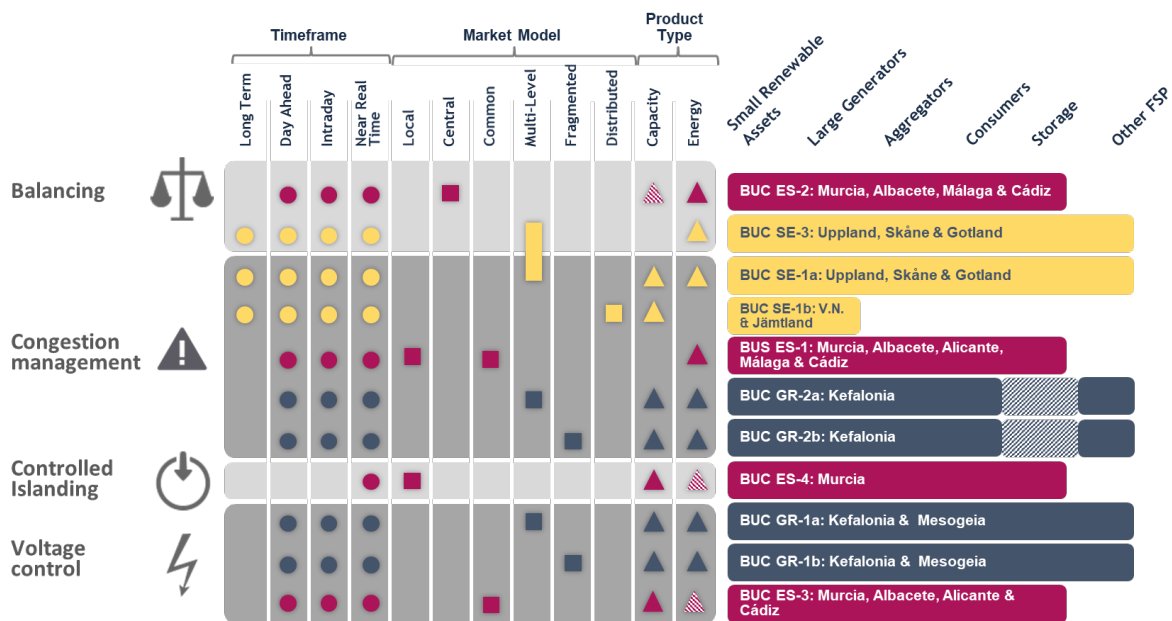 Timeframe
Market Model
Product
Type
Long Term
Day Ahead
Intraday
Near Real
Time
Local
Central
Common
Multi-Level
Fragmented
Distributed
Capacity
Energy
Small Renewable
Assets
Large Generators
Aggregators
Consumers
Storage
Other FSP
Balancing
BUC ES-2: Murcia, Albacete, Málaga & Cádiz
BUC SE-3: Uppland, Skåne & Gotland
BUC SE-1a: Uppland, Skåne & Gotland
BUC SE-1b: V.N.
& Jämtland
Congestion
management
BUS ES-1: Murcia, Albacete, Alicante,
Málaga & Cádiz
BUC GR-2a: Kefalonia
BUC GR-2b: Kefalonia
Controlled
Islanding
BUC ES-4: Murcia
BUC GR-1a: Kefalonia & Mesogeia
Voltage
control
BUC GR-1b: Kefalonia & Mesogeia
BUC ES-3: Murcia, Albacete, Alicante &
Cádiz